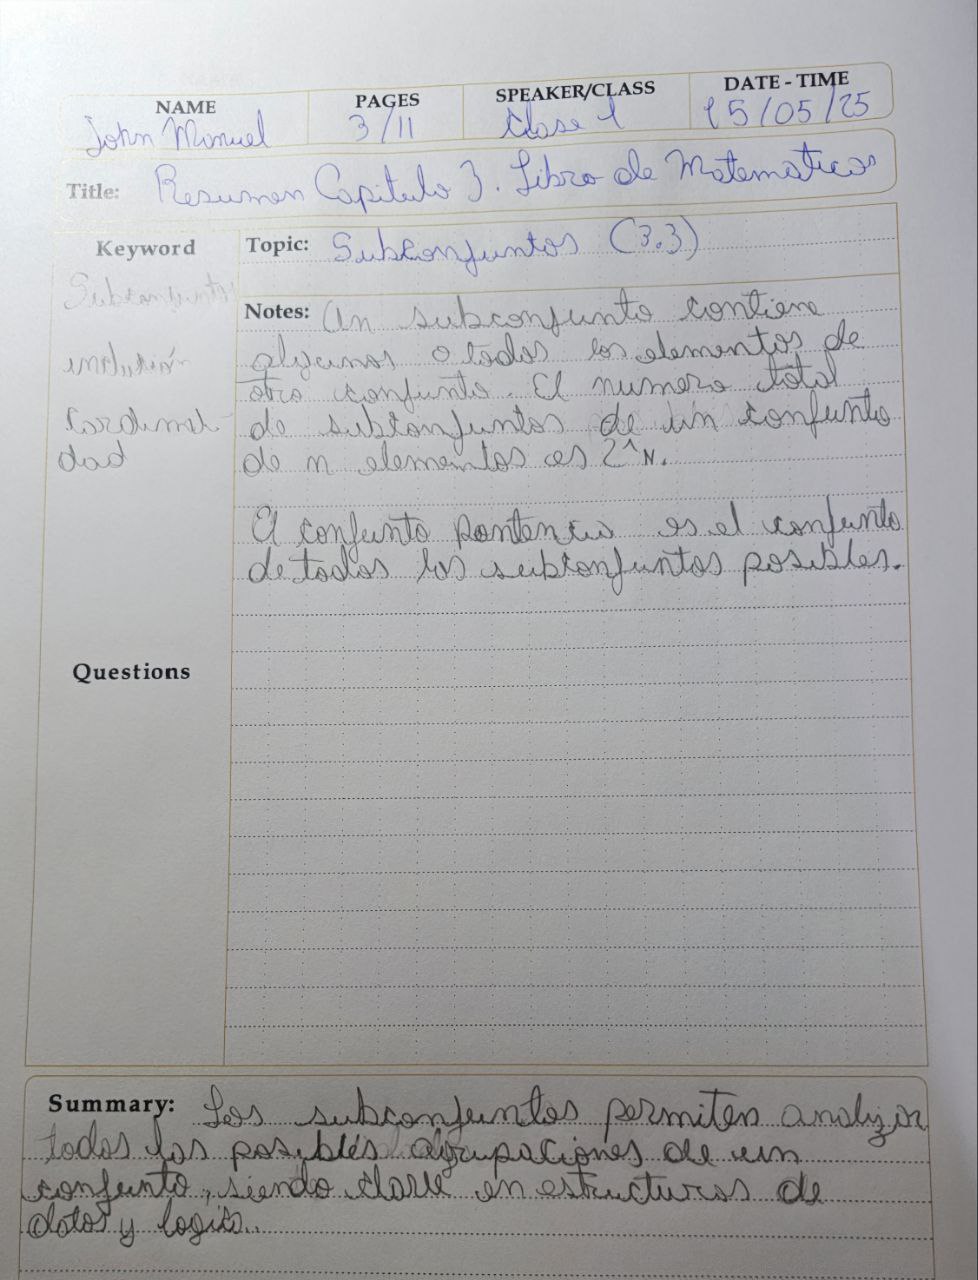 NAME
John Manuel
PAGES
3/11
SPEAKER/CLASS
Clase 1
DATE - TIME
15/05/25
Title: Resumen Capitulo 3. Libro de Matematicas
Keyword
Subconjuntos
inclusión
Cardinali-
dad
Topic: Subconjuntos (3.3)
Notes: Un subconjunto contiene
algunos o todos los elementos de
otro conjunto. El numero total
de subconjuntos de un conjunto
de n elementos es 2^N.
El conjunto pontencia es el conjunto
de todos los subconjuntos posibles.
Questions
Summary: Los subconjuntos permiten analizar
todas las posibles agrupaciones de un
conjunto, siendo clave en estructuras de
datos y logica.